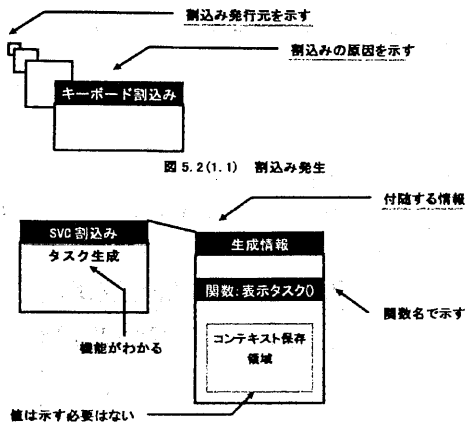 割込み発行元を示す
割込みの原因を示す
キーボード割込み
図 5.2(1.1) 割込み発生
付随する情報
SVC 割込み
タスク生成
生成情報
関数:表示タスク()
関数名で示す
機能がわかる
コンテキスト保存
領域
値は示す必要はない